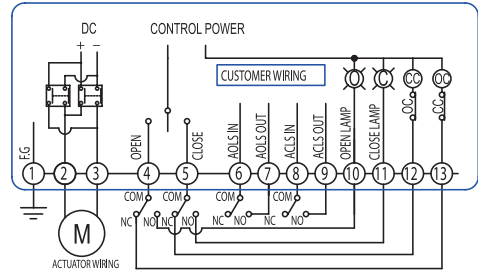 DC
CONTROL POWER
+ −
CUSTOMER WIRING
O C CC OC
OC CC
F.G
OPEN
CLOSE
AOLS IN
AOLS OUT
ACLS IN
ACLS OUT
OPEN LAMP
CLOSE LAMP
1 2 3 4 5 6 7 8 9 10 11 12 13
COM COM COM COM
NC NO NC NO NC NO NC NO
M
ACTUATOR WIRING